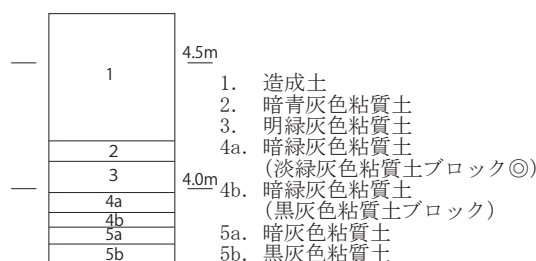 1
2
3
4a
4b
5a
5b
4.5m
4.0m
1. 造成土
2. 暗青灰色粘質土
3. 明緑灰色粘質土
4a. 暗緑灰色粘質土
(淡緑灰色粘質土ブロック◎)
4b. 暗緑灰色粘質土
(黒灰色粘質土ブロック)
5a. 暗灰色粘質土
5b. 黒灰色粘質土